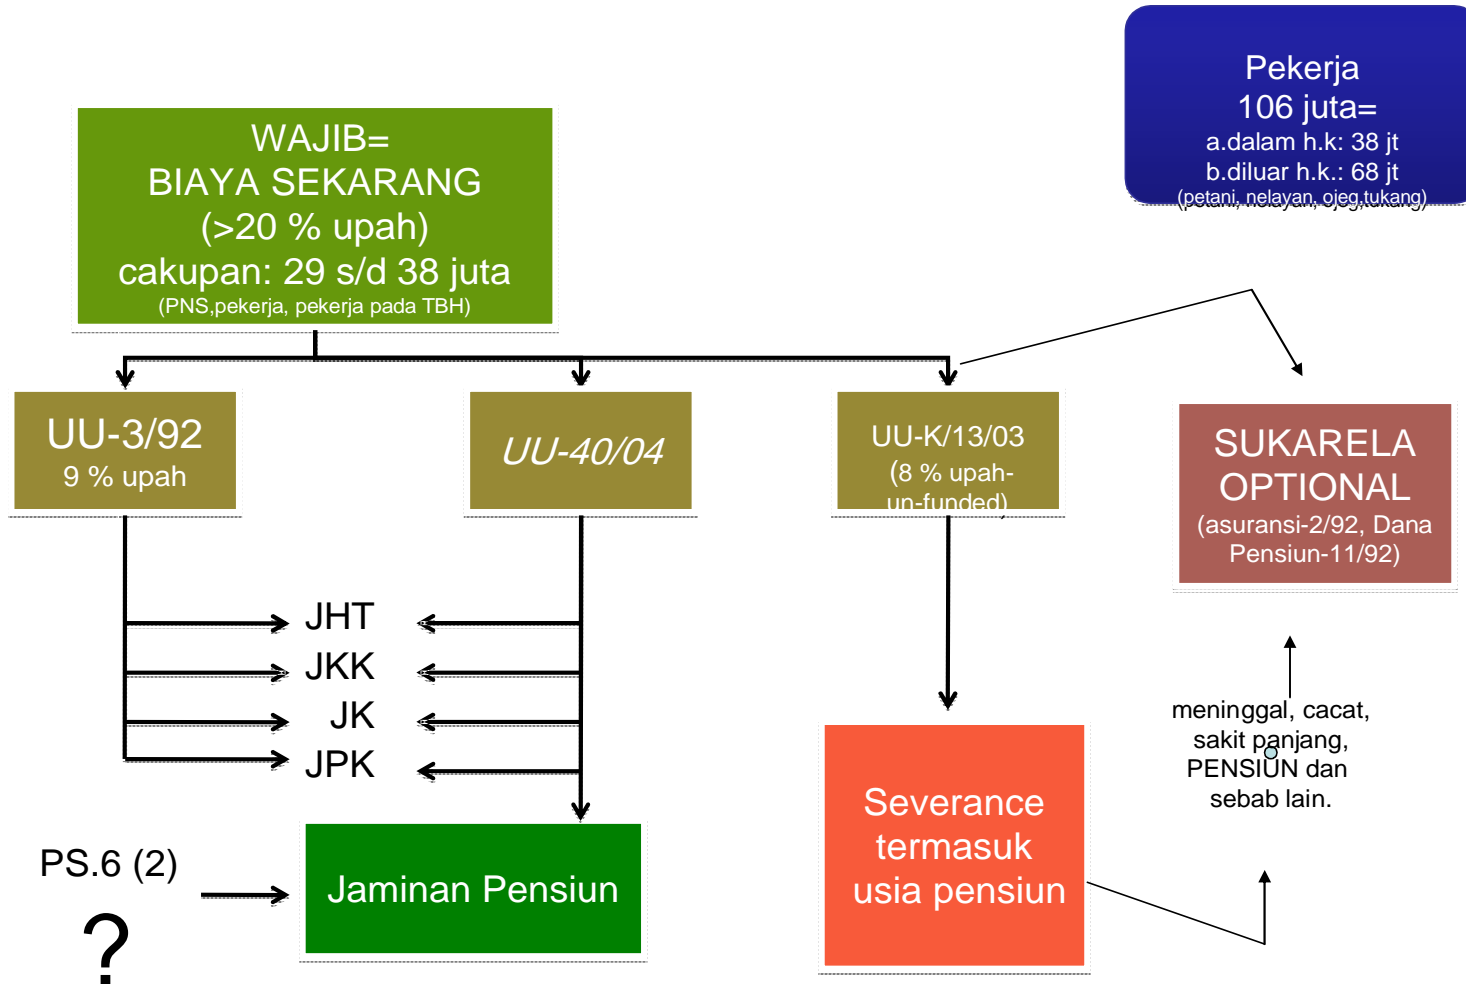 Pekerja
106 juta=
a.dalam h.k: 38 jt
b.diluar h.k.: 68 jt
(petani, nelayan, ojeg,tukang)
WAJIB=
BIAYA SEKARANG
(>20 % upah)
cakupan: 29 s/d 38 juta
(PNS,pekerja, pekerja pada TBH)
UU-3/92
9 % upah
UU-40/04
UU-K/13/03
(8 % upah-
un-funded)
SUKARELA
OPTIONAL
(asuransi-2/92, Dana
Pensiun-11/92)
JHT
JKK
JK
JPK
meninggal, cacat,
sakit panjang,
PENSIUN dan
sebab lain.
Severance
termasuk
usia pensiun
PS.6 (2)
?
Jaminan Pensiun